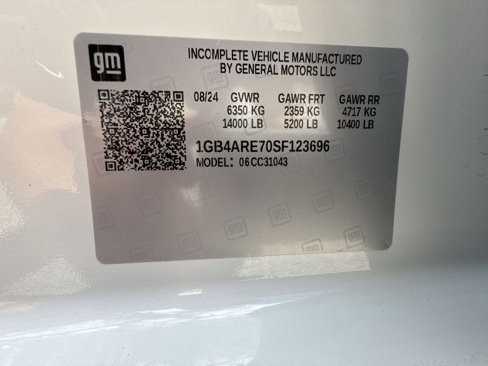 gm
INCOMPLETE VEHICLE MANUFACTURED
BY GENERAL MOTORS LLC
08/24 GVWR GAWR FRT GAWR RR
6350 KG 2359 KG 4717 KG
14000 LB 5200 LB 10400 LB
1GB4ARE70SF123696
MODEL: 06CC31043